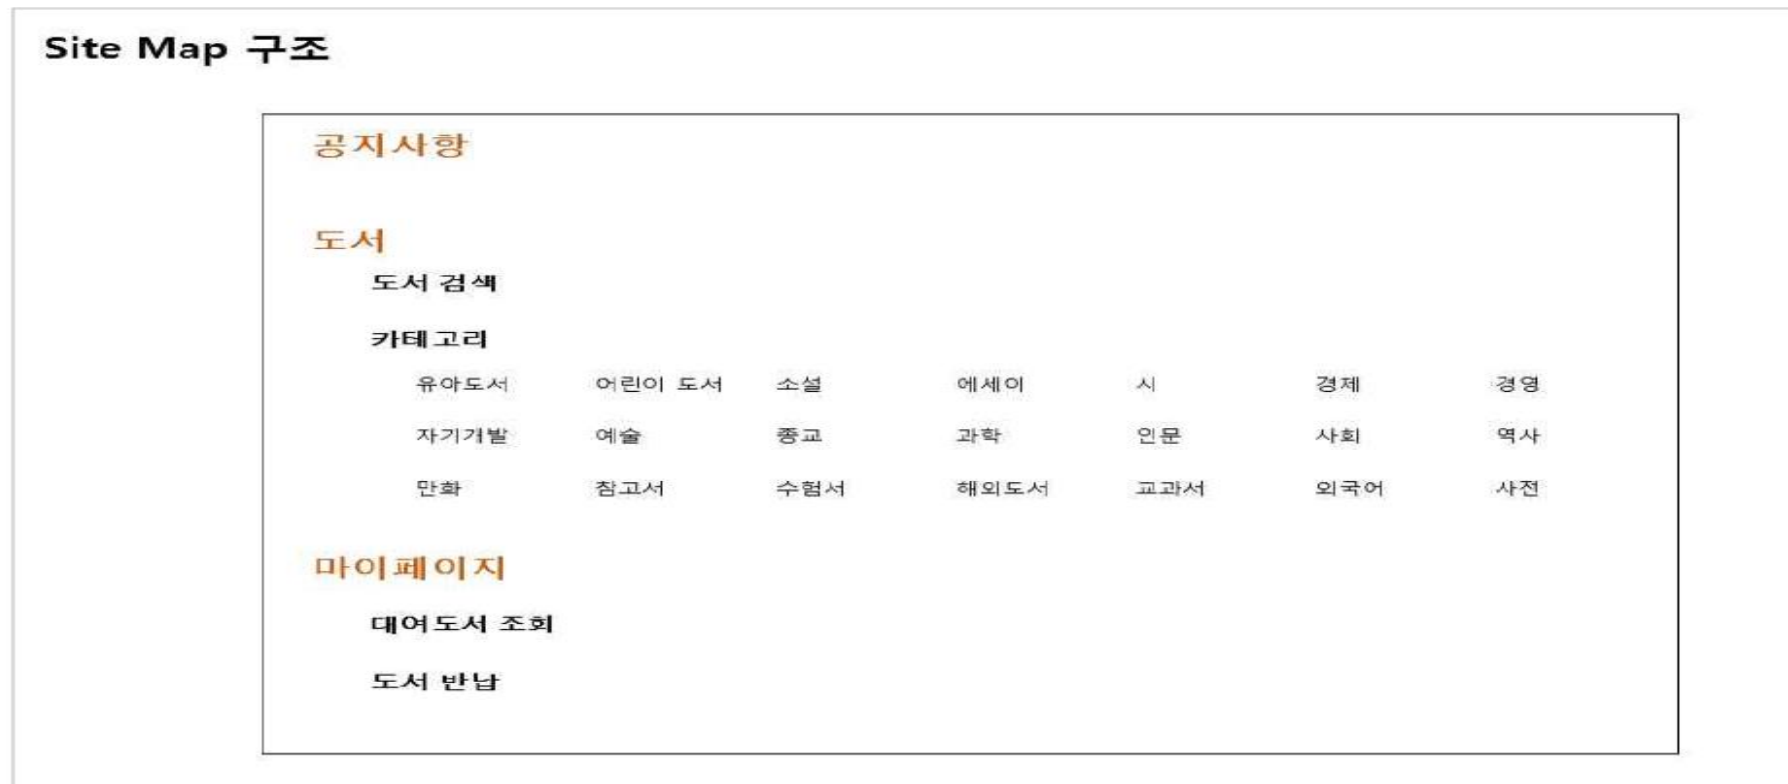 Site Map 구조
공지사항
도서
도서 검색
카테고리
유아도서 어린이 도서 소설 에세이 시 경제 경영
자기개발 예술 종교 과학 인문 사회 역사
만화 참고서 수험서 해외도서 교과서 외국어 사전
마이페이지
대여도서 조회
도서 반납